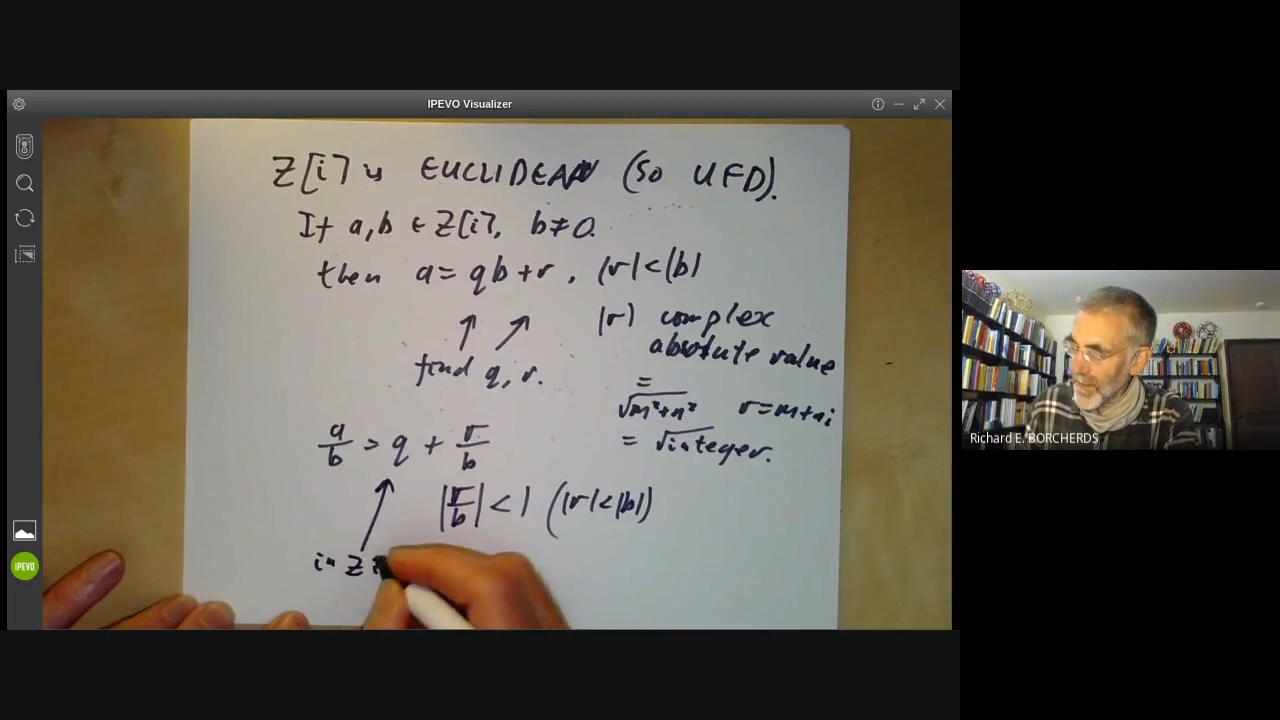 IPEVO Visualizer
Z[i] is EUCLIDEAN (SO UFD).
If a,b ∈ Z[i], b≠0.
then a = qb+r, |r|<|b|
|r| complex
absolute value
find q, r.
=
√m²+n² r=m+ni
= √integer.
a/b = q + r/b
|r/b| < 1 (|r|<|b|)
in Z[i
Richard E. BORCHERDS
IPEVO